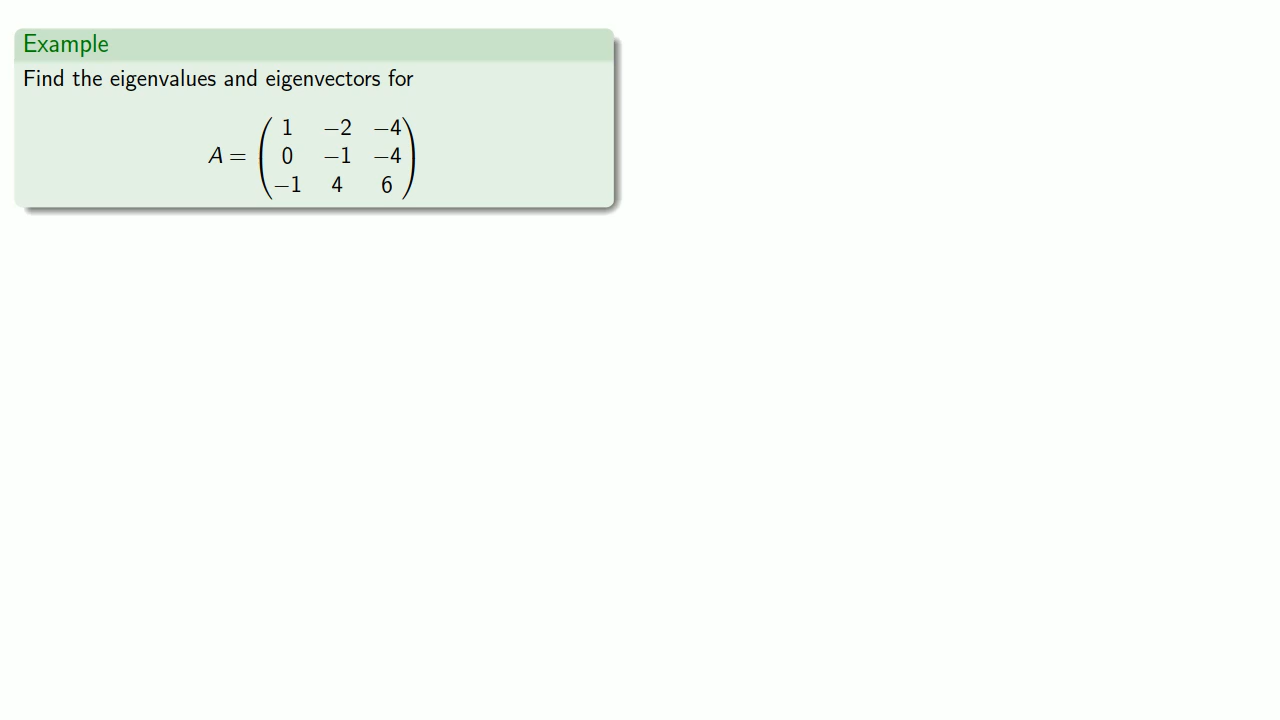 Example
Find the eigenvalues and eigenvectors for
1 −2 −4
A = 0 −1 −4
−1 4 6